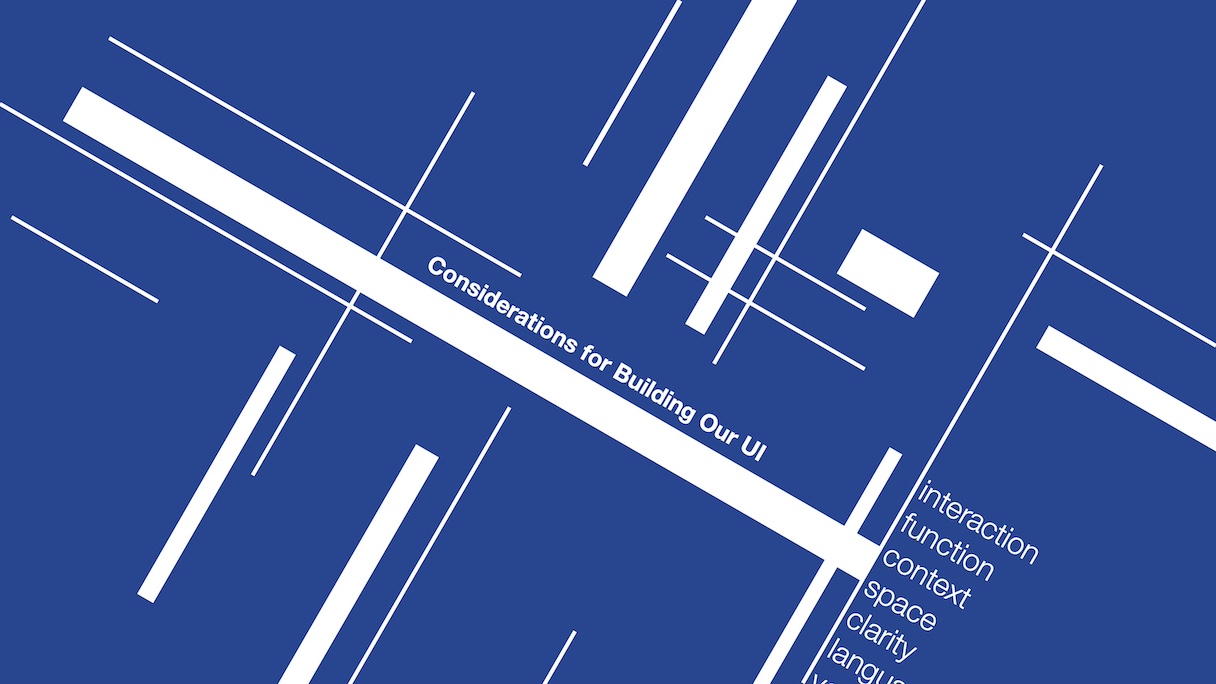 Considerations for Building Our UI
interaction
function
context
space
clarity